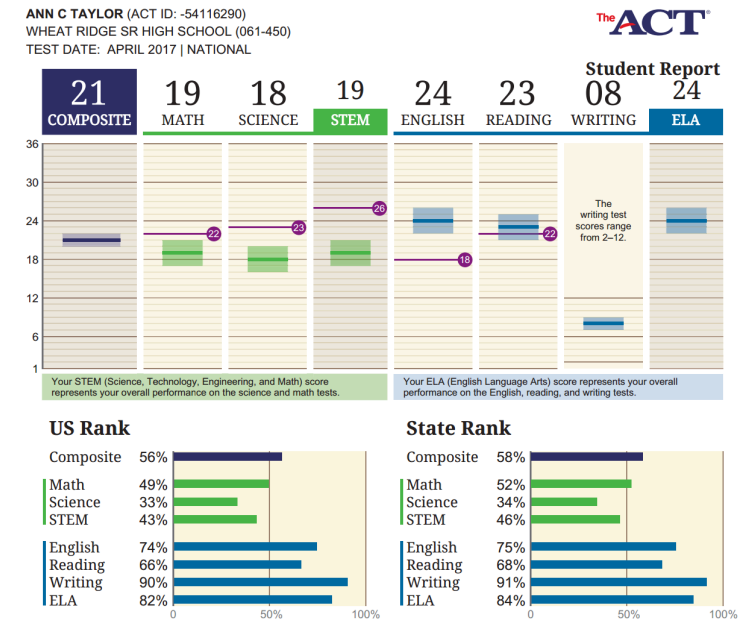 ANN C TAYLOR (ACT ID: -54116290)
WHEAT RIDGE SR HIGH SCHOOL (061-450)
TEST DATE: APRIL 2017 | NATIONAL
The ACT®
Student Report
21 19 18 19 24 23 08 24
COMPOSITE MATH SCIENCE STEM ENGLISH READING WRITING ELA
36
30
24
18
12
6
1
22
23
26
18
22
The
writing test
scores range
from 2–12.
Your STEM (Science, Technology, Engineering, and Math) score
represents your overall performance on the science and math tests.
Your ELA (English Language Arts) score represents your overall
performance on the English, reading, and writing tests.
US Rank
Composite 56%
Math 49%
Science 33%
STEM 43%
English 74%
Reading 66%
Writing 90%
ELA 82%
0 50% 100%
State Rank
Composite 58%
Math 52%
Science 34%
STEM 46%
English 75%
Reading 68%
Writing 91%
ELA 84%
0 50% 100%